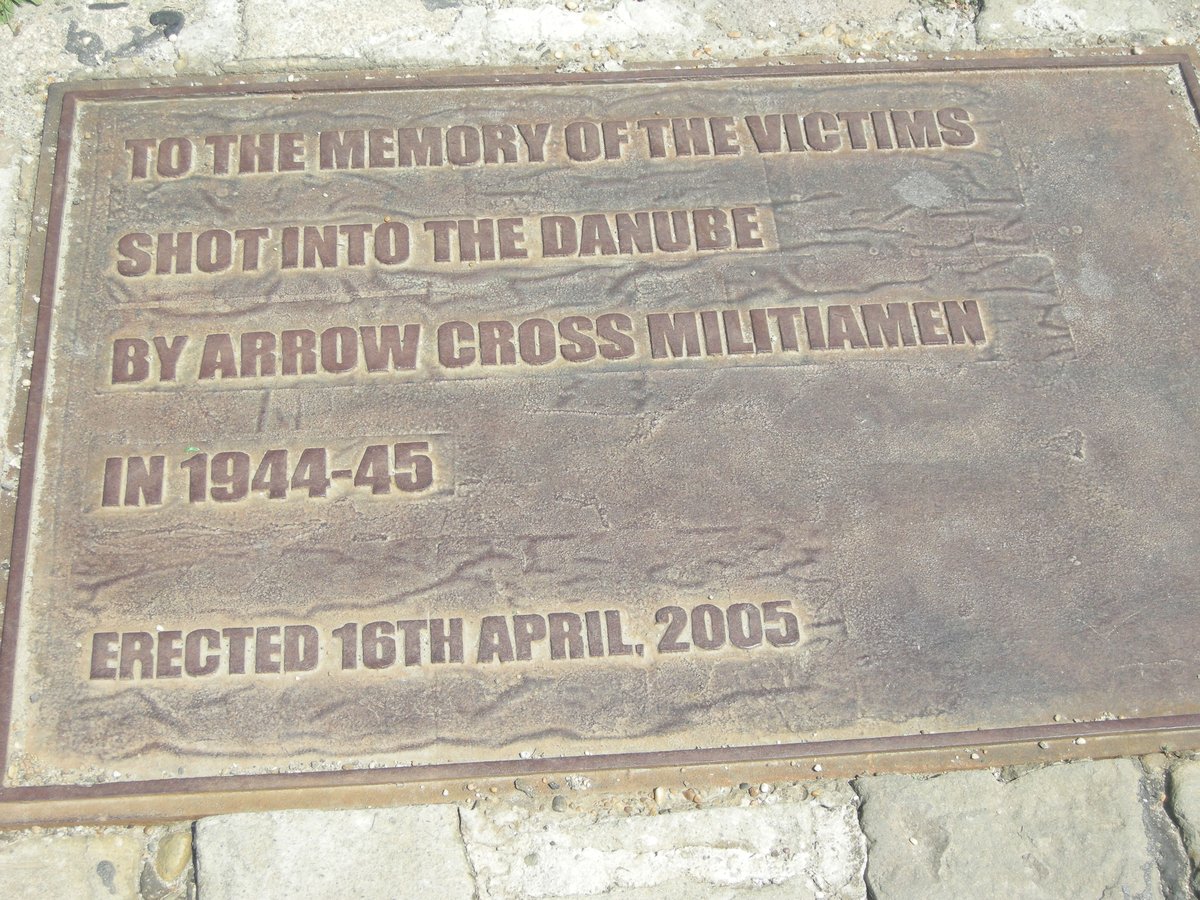 TO THE MEMORY OF THE VICTIMS
SHOT INTO THE DANUBE
BY ARROW CROSS MILITIAMEN
IN 1944-45
ERECTED 16TH APRIL, 2005